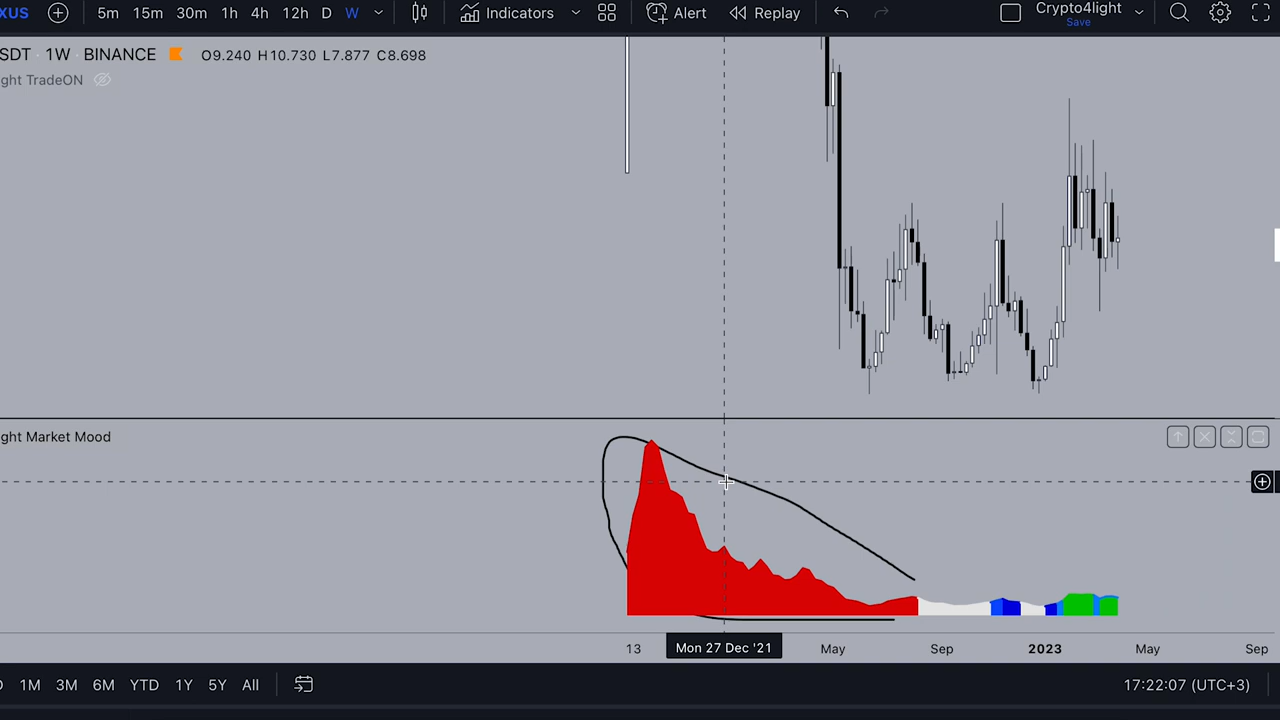 XUS 5m 15m 30m 1h 4h 12h D W Indicators Alert Replay Crypto4light
Save
SDT · 1W · BINANCE O9.240 H10.730 L7.877 C8.698
ght TradeON
ght Market Mood
13 Mon 27 Dec '21 May Sep 2023 May Sep
1M 3M 6M YTD 1Y 5Y All 17:22:07 (UTC+3)